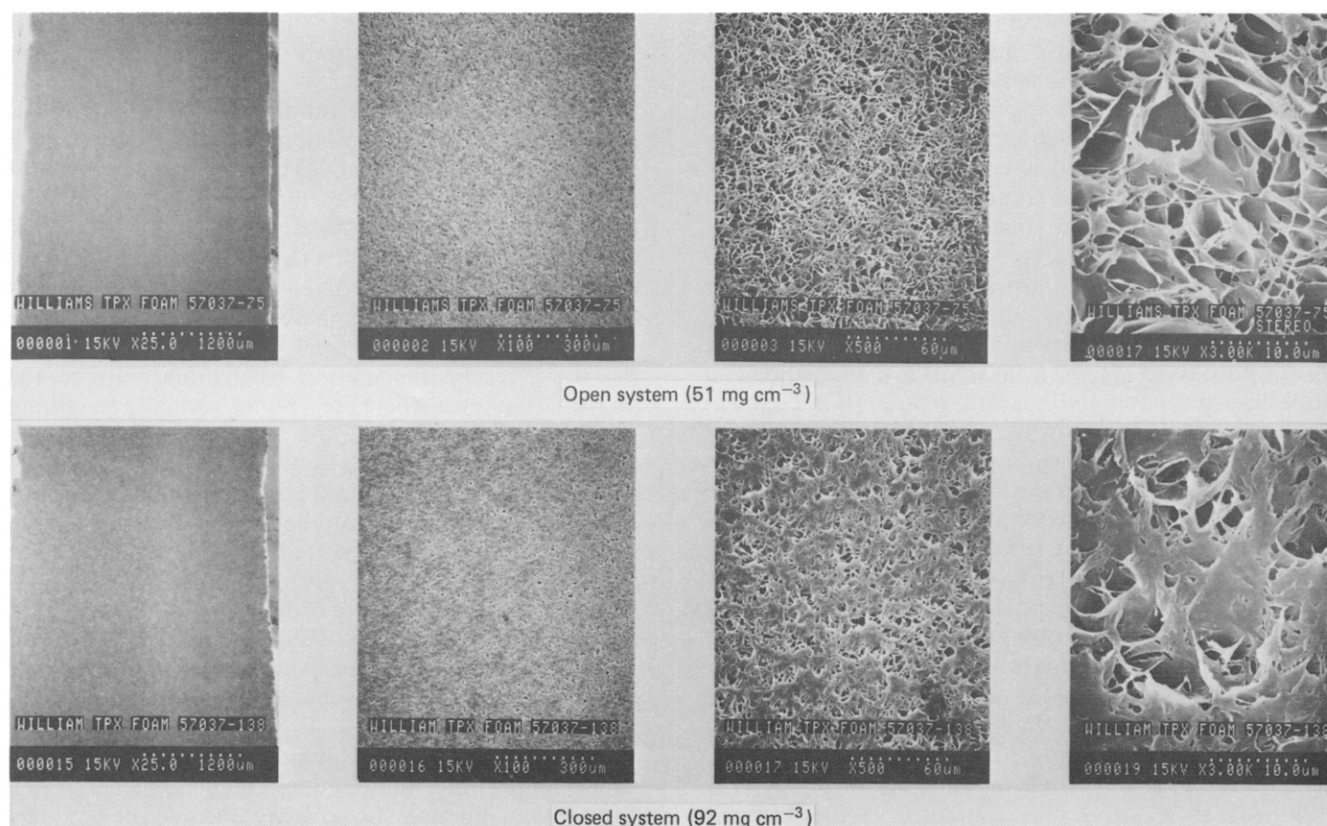 WILLIAMS TPX FOAM 57037-75
000001 15KV X25.0 1200um
WILLIAMS TPX FOAM 57037-75
000002 15KV X100 300um
WILLIAMS TPX FOAM 57037-75
000003 15KV X500 60um
WILLIAMS TPX FOAM 57037-75
STEREO
000017 15KV X3.00K 10.0um
Open system (51 mg cm⁻³)
WILLIAM TPX FOAM 57037-138
000015 15KV X25.0 1200um
WILLIAM TPX FOAM 57037-138
000016 15KV X100 300um
WILLIAM TPX FOAM 57037-138
000017 15KV X500 60um
WILLIAM TPX FOAM 57037-138
000019 15KV X3.00K 10.0um
Closed system (92 mg cm⁻³)